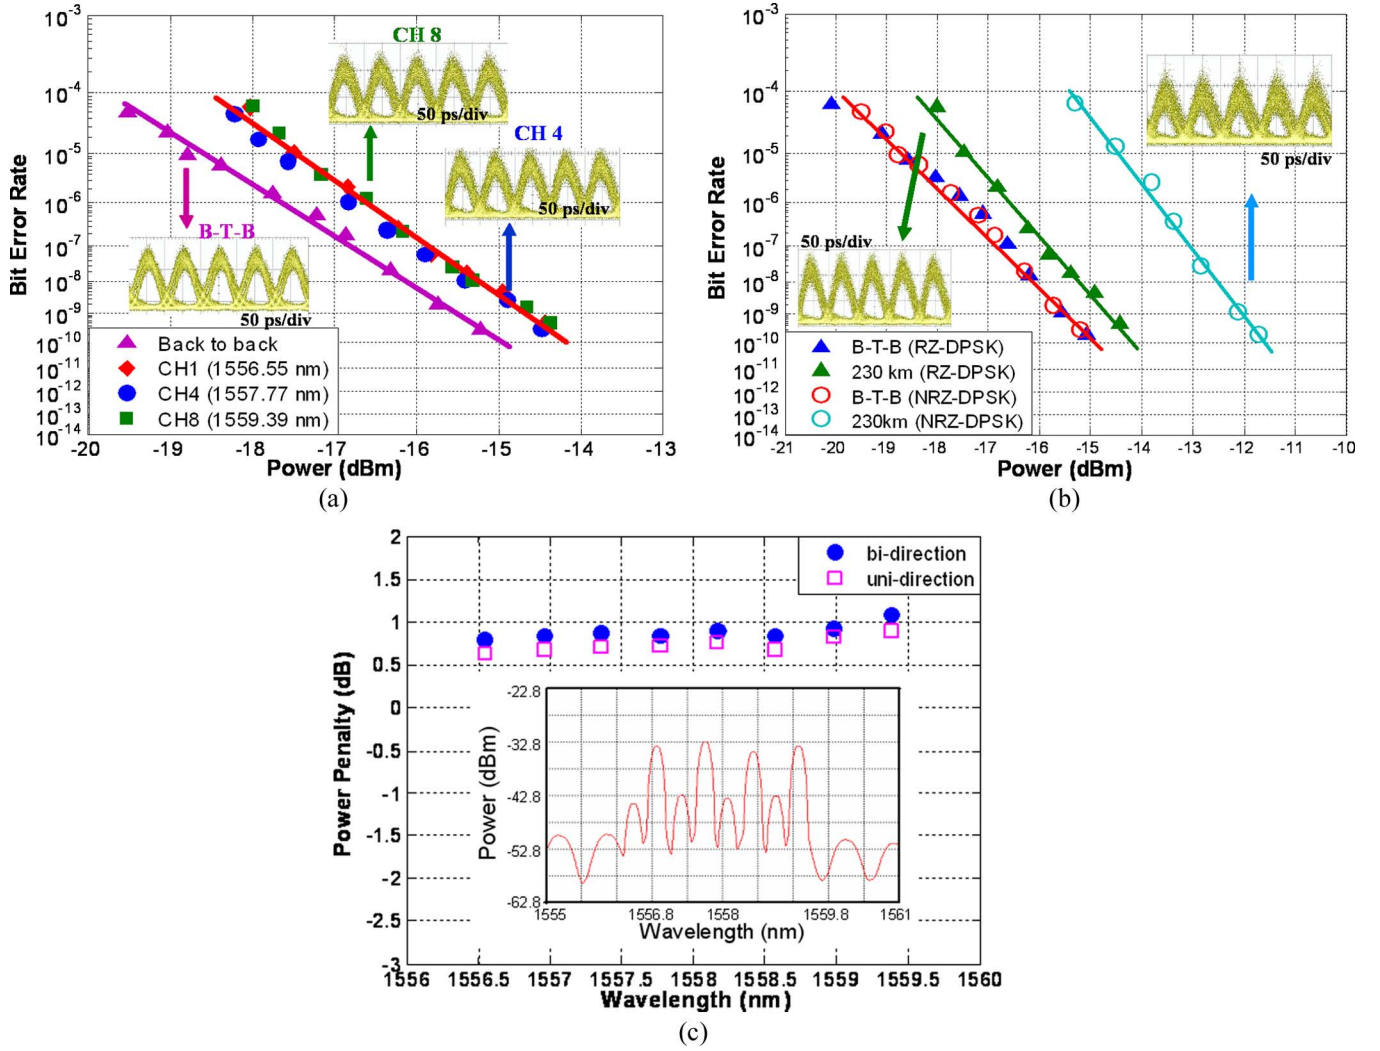 10^-3
10^-4
10^-5
10^-6
10^-7
10^-8
10^-9
10^-10
10^-11
10^-12
10^-13
10^-14
Bit Error Rate
CH 8
50 ps/div
CH 4
50 ps/div
B-T-B
50 ps/div
Back to back
CH1 (1556.55 nm)
CH4 (1557.77 nm)
CH8 (1559.39 nm)
-20 -19 -18 -17 -16 -15 -14 -13
Power (dBm)
(a)
10^-3
10^-4
10^-5
10^-6
10^-7
10^-8
10^-9
10^-10
10^-11
10^-12
10^-13
10^-14
Bit Error Rate
50 ps/div
50 ps/div
B-T-B (RZ-DPSK)
230 km (RZ-DPSK)
B-T-B (NRZ-DPSK)
230km (NRZ-DPSK)
-21 -20 -19 -18 -17 -16 -15 -14 -13 -12 -11 -10
Power (dBm)
(b)
2
1.5
1
0.5
0
-0.5
-1
-1.5
-2
-2.5
-3
Power Penalty (dB)
bi-direction
uni-direction
-22.8
-32.8
-42.8
-52.8
-62.8
Power (dBm)
1555 1556.8 1558 1559.8 1561
Wavelength (nm)
1556 1556.5 1557 1557.5 1558 1558.5 1559 1559.5 1560
Wavelength (nm)
(c)